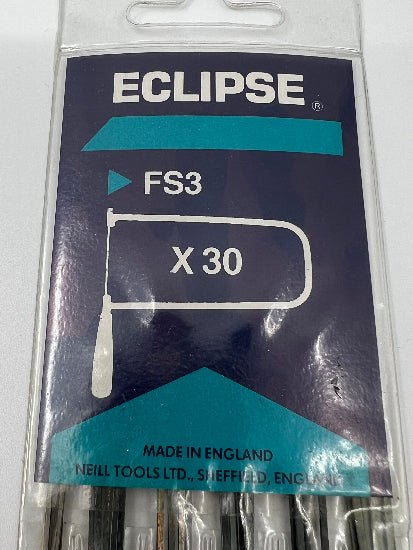 ECLIPSE ®
FS3
X 30
MADE IN ENGLAND
NEILL TOOLS LTD., SHEFFIELD, ENGLAND